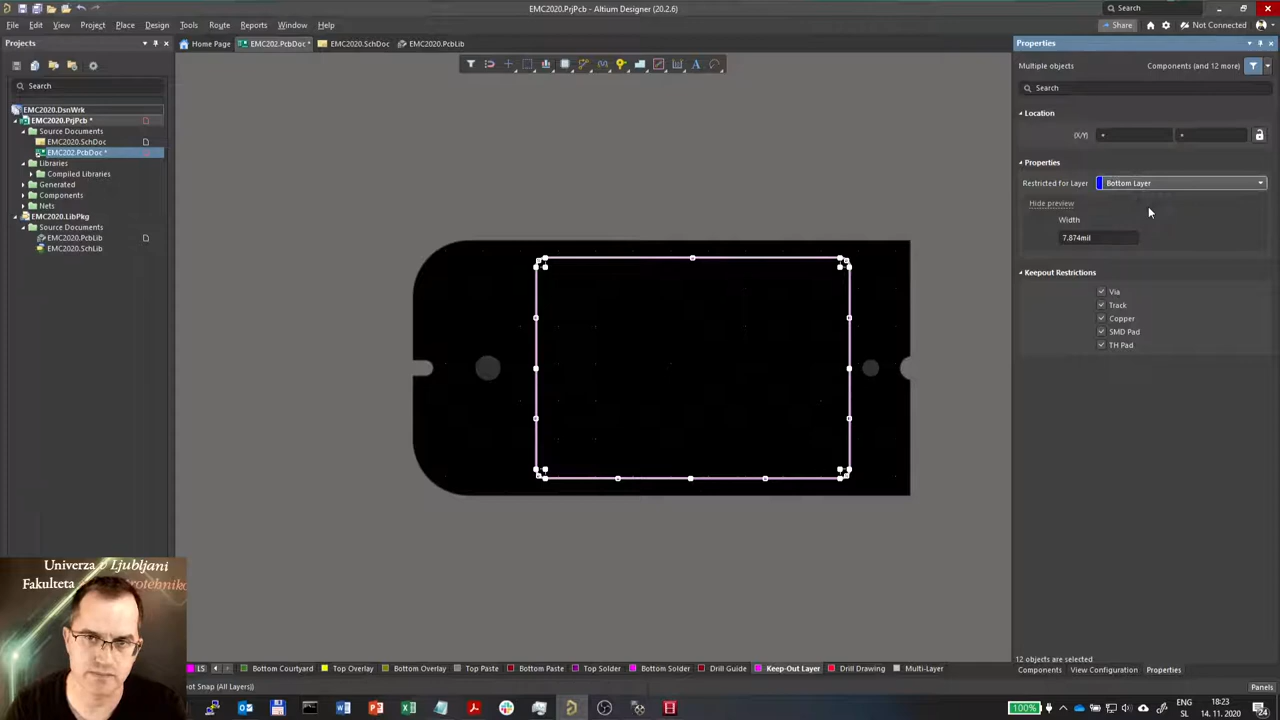 EMC2020.PrjPcb - Altium Designer (20.2.6)
Search
File Edit View Project Place Design Tools Route Reports Window Help
Share
Not Connected
Projects
Home Page
EMC202.PcbDoc *
EMC2020.SchDoc
EMC2020.PcbLib
Properties
Multiple objects
Components (and 12 more)
Search
Search
EMC2020.DsnWrk
EMC2020.PrjPcb *
Source Documents
EMC2020.SchDoc
EMC202.PcbDoc *
Libraries
Compiled Libraries
Generated
Components
Nets
EMC2020.LibPkg
Source Documents
EMC2020.PcbLib
EMC2020.SchLib
Location
(X/Y) * *
Properties
Restricted for Layer Bottom Layer
Hide preview
Width
7.874mil
Keepout Restrictions
Via
Track
Copper
SMD Pad
TH Pad
Univerza Ljubljani
Fakulteta
12 objects are selected
LS Bottom Courtyard Top Overlay Bottom Overlay Top Paste Bottom Paste Top Solder Bottom Solder Drill Guide Keep-Out Layer Drill Drawing Multi-Layer
Components View Configuration Properties
ot Snap (All Layers)
Panels
100%
ENG
SL
18:23
14. 11. 2020
24